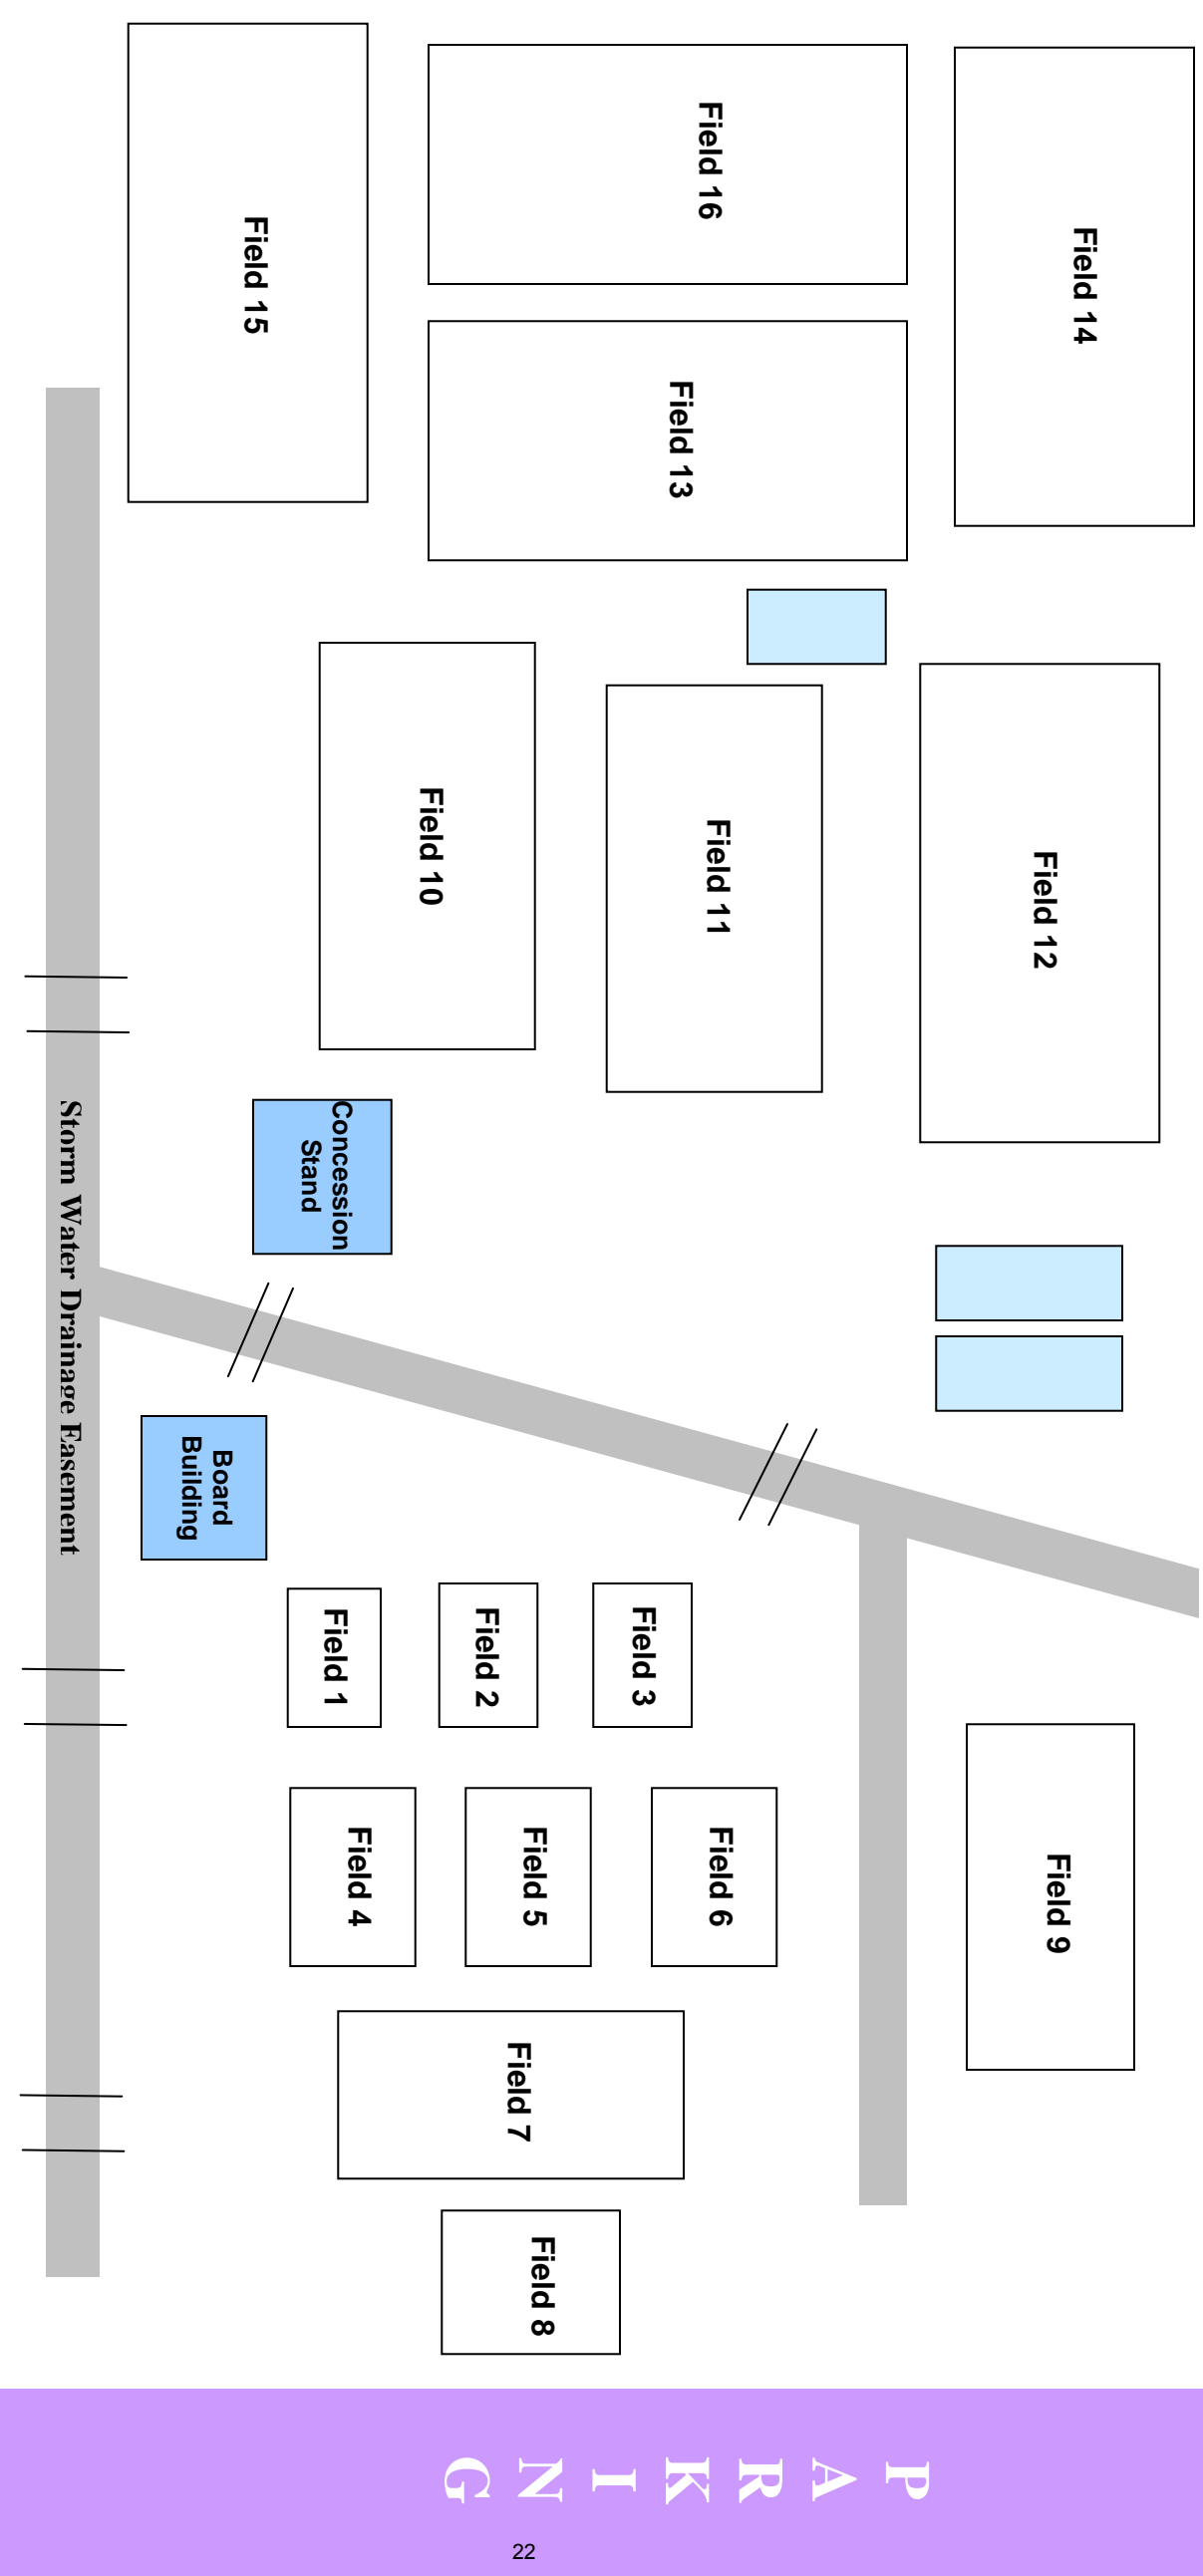 Field 14
Field 16
Field 15
Field 13
Field 12
Field 11
Field 10
Concession
Stand
Storm Water Drainage Easement
Board
Building
Field 1
Field 2
Field 3
Field 4
Field 5
Field 6
Field 9
Field 7
Field 8
P
A
R
K
I
N
G
22